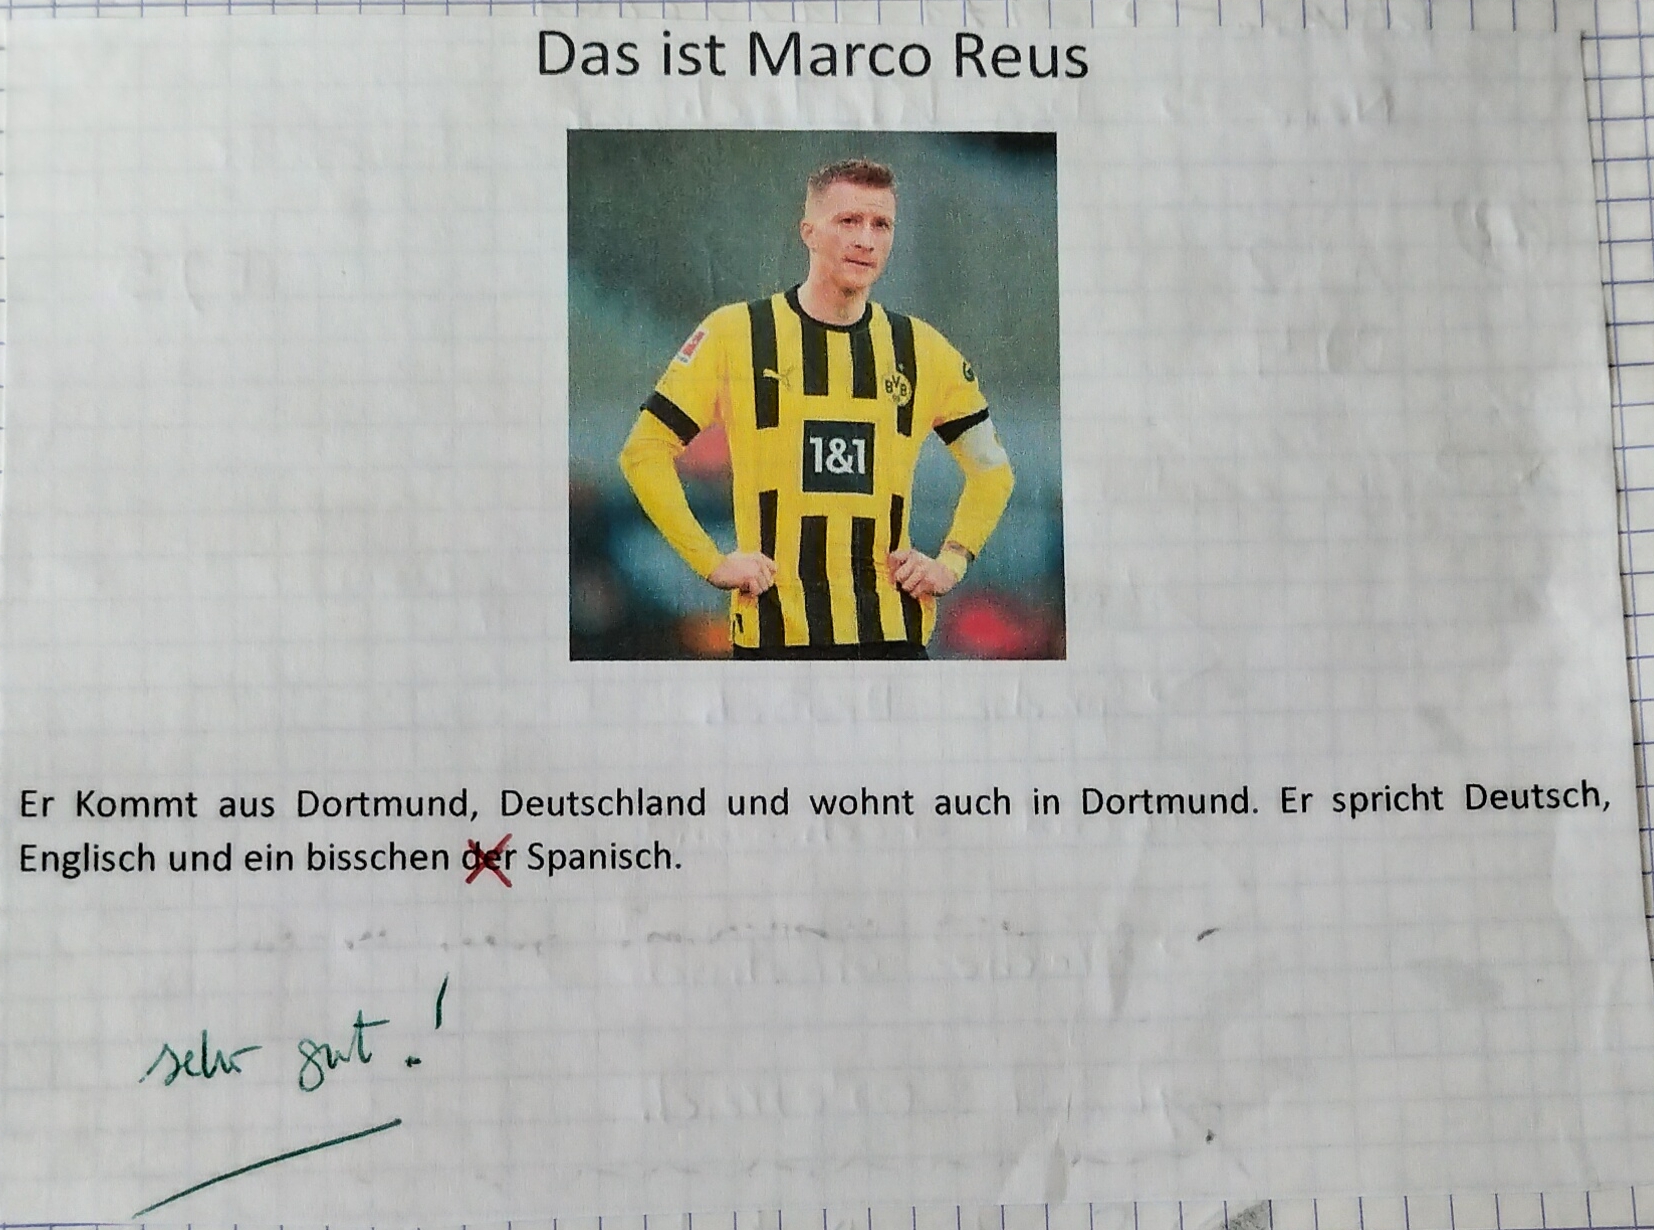 Das ist Marco Reus
BVB
09
1&1
Er Kommt aus Dortmund, Deutschland und wohnt auch in Dortmund. Er spricht Deutsch,
Englisch und ein bisschen der Spanisch.
sehr gut!